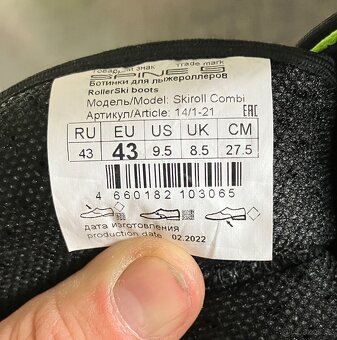 Товарный знак Trade mark
SPINE
Ботинки для лыжероллеров
RollerSki boots
Модель/Model: Skiroll Combi
Артикул/Article: 14/1-21 EAC
RU EU US UK CM
43 43 9.5 8.5 27.5
4 660182 103065
дата изготовления
production date 02.2022